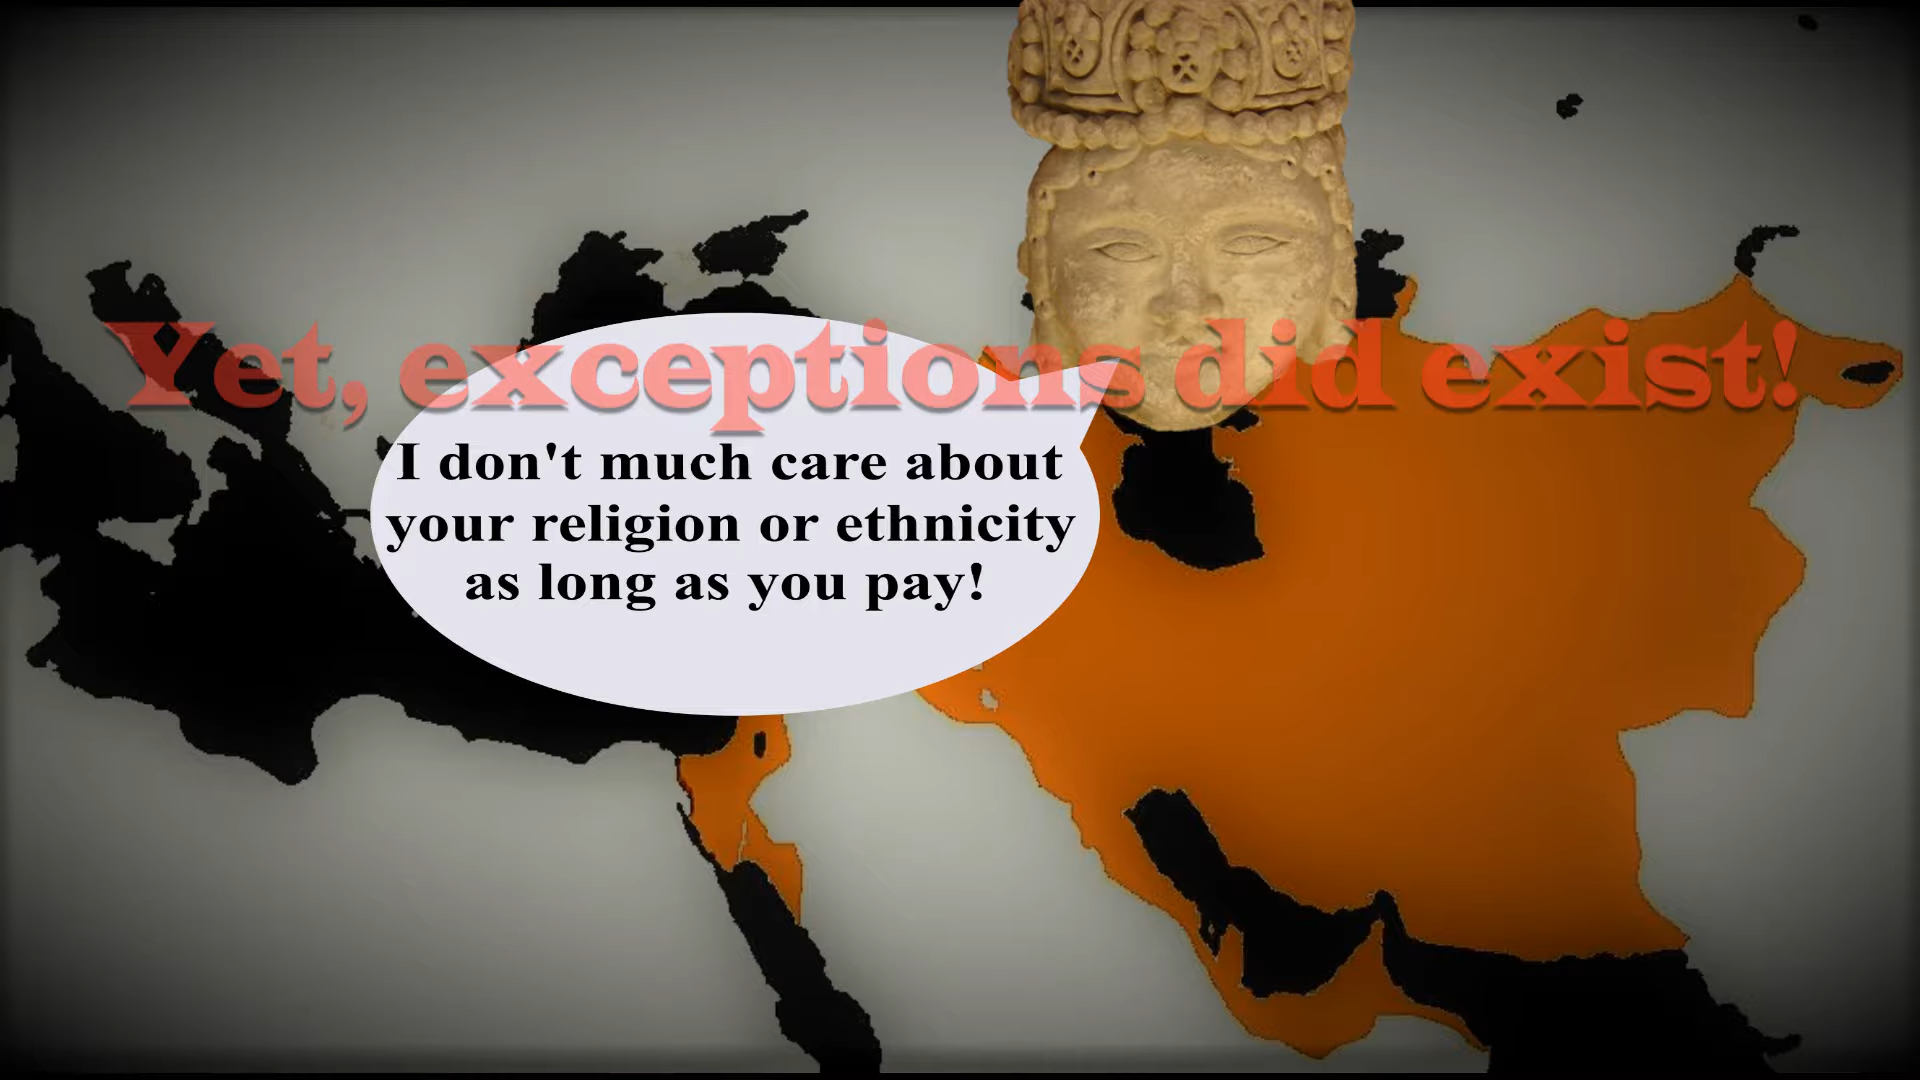 Yet, exceptions did exist!
I don't much care about
your religion or ethnicity
as long as you pay!